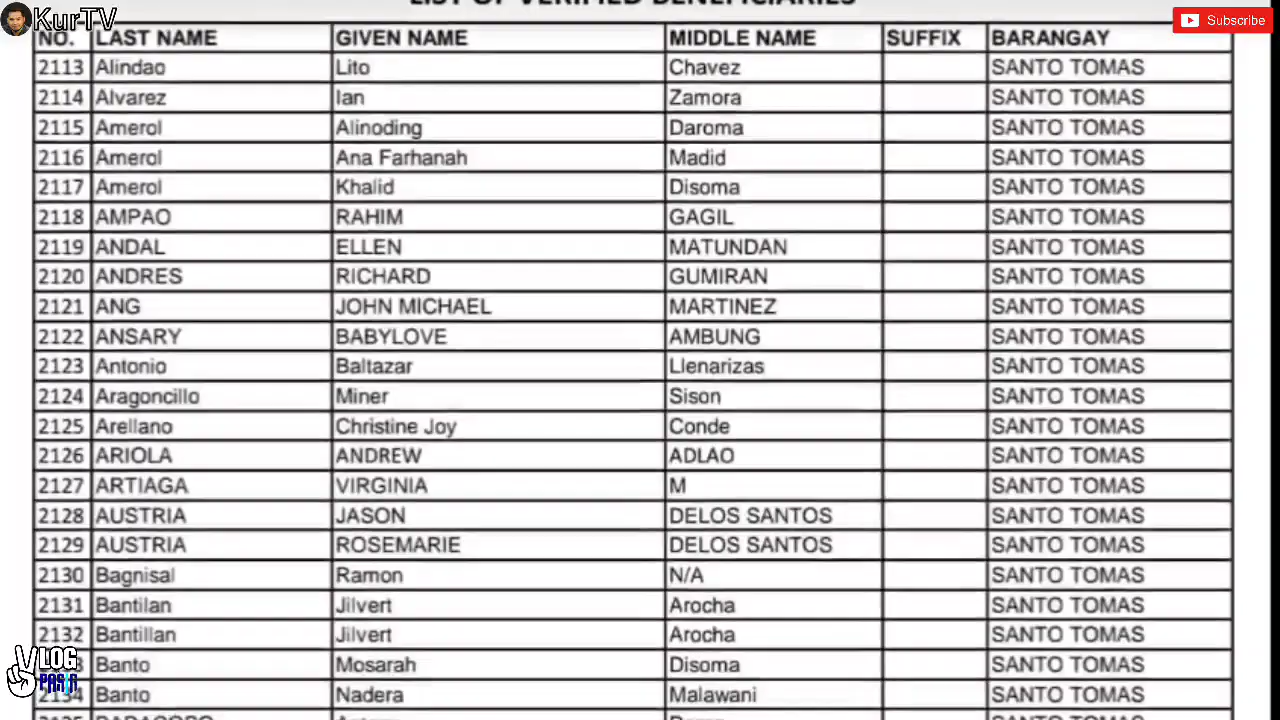 LIST OF VERIFIED BENEFICIARIES
KurTV
Subscribe
NO. LAST NAME GIVEN NAME MIDDLE NAME SUFFIX BARANGAY
2113 Alindao Lito Chavez SANTO TOMAS
2114 Alvarez Ian Zamora SANTO TOMAS
2115 Amerol Alinoding Daroma SANTO TOMAS
2116 Amerol Ana Farhanah Madid SANTO TOMAS
2117 Amerol Khalid Disoma SANTO TOMAS
2118 AMPAO RAHIM GAGIL SANTO TOMAS
2119 ANDAL ELLEN MATUNDAN SANTO TOMAS
2120 ANDRES RICHARD GUMIRAN SANTO TOMAS
2121 ANG JOHN MICHAEL MARTINEZ SANTO TOMAS
2122 ANSARY BABYLOVE AMBUNG SANTO TOMAS
2123 Antonio Baltazar Llenarizas SANTO TOMAS
2124 Aragoncillo Miner Sison SANTO TOMAS
2125 Arellano Christine Joy Conde SANTO TOMAS
2126 ARIOLA ANDREW ADLAO SANTO TOMAS
2127 ARTIAGA VIRGINIA M SANTO TOMAS
2128 AUSTRIA JASON DELOS SANTOS SANTO TOMAS
2129 AUSTRIA ROSEMARIE DELOS SANTOS SANTO TOMAS
2130 Bagnisal Ramon N/A SANTO TOMAS
2131 Bantilan Jilvert Arocha SANTO TOMAS
2132 Bantillan Jilvert Arocha SANTO TOMAS
Banto Mosarah Disoma SANTO TOMAS
2134 Banto Nadera Malawani SANTO TOMAS
VLOG